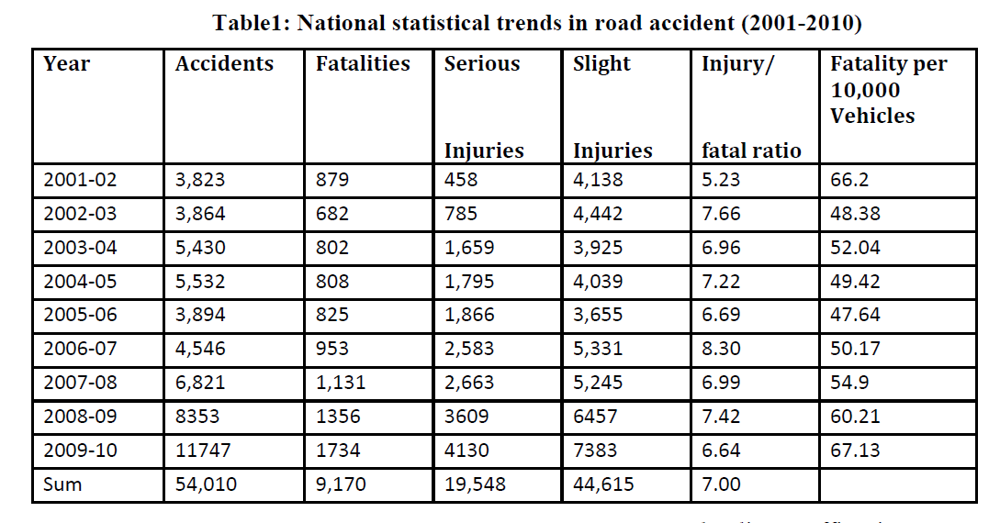 Table1: National statistical trends in road accident (2001-2010)
Year Accidents Fatalities Serious Injuries Slight Injuries Injury/ fatal ratio Fatality per 10,000 Vehicles
2001-02 3,823 879 458 4,138 5.23 66.2
2002-03 3,864 682 785 4,442 7.66 48.38
2003-04 5,430 802 1,659 3,925 6.96 52.04
2004-05 5,532 808 1,795 4,039 7.22 49.42
2005-06 3,894 825 1,866 3,655 6.69 47.64
2006-07 4,546 953 2,583 5,331 8.30 50.17
2007-08 6,821 1,131 2,663 5,245 6.99 54.9
2008-09 8353 1356 3609 6457 7.42 60.21
2009-10 11747 1734 4130 7383 6.64 67.13
Sum 54,010 9,170 19,548 44,615 7.00